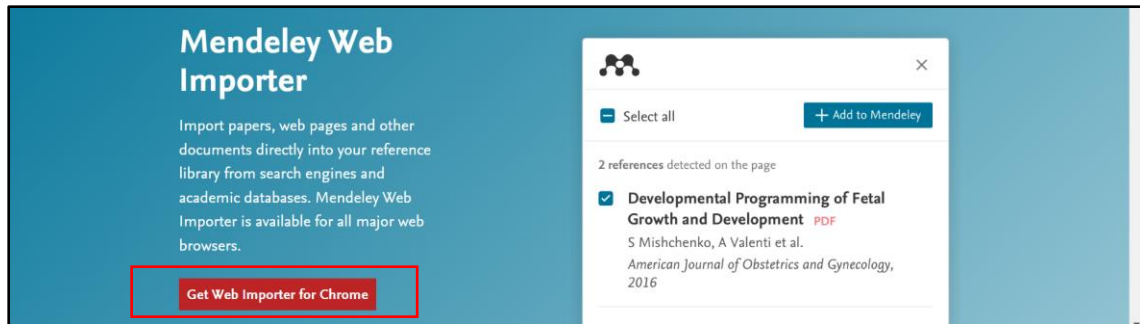 Mendeley Web
Importer
Import papers, web pages and other
documents directly into your reference
library from search engines and
academic databases. Mendeley Web
Importer is available for all major web
browsers.
Get Web Importer for Chrome
Select all
+ Add to Mendeley
2 references detected on the page
Developmental Programming of Fetal
Growth and Development PDF
S Mishchenko, A Valenti et al.
American Journal of Obstetrics and Gynecology,
2016